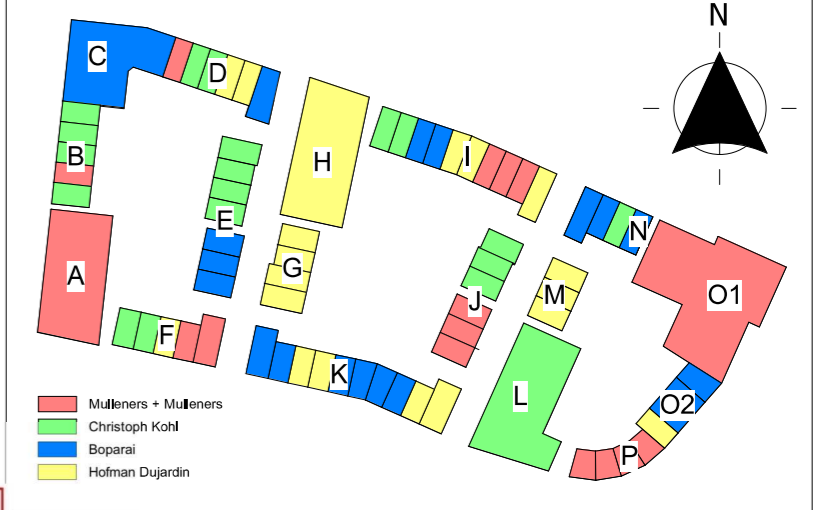 N
C
D
B
H
I
E
N
A
G
M
O1
J
F
K
L
O2
P
Mulleners + Mulleners
Christoph Kohl
Boparai
Hofman Dujardin